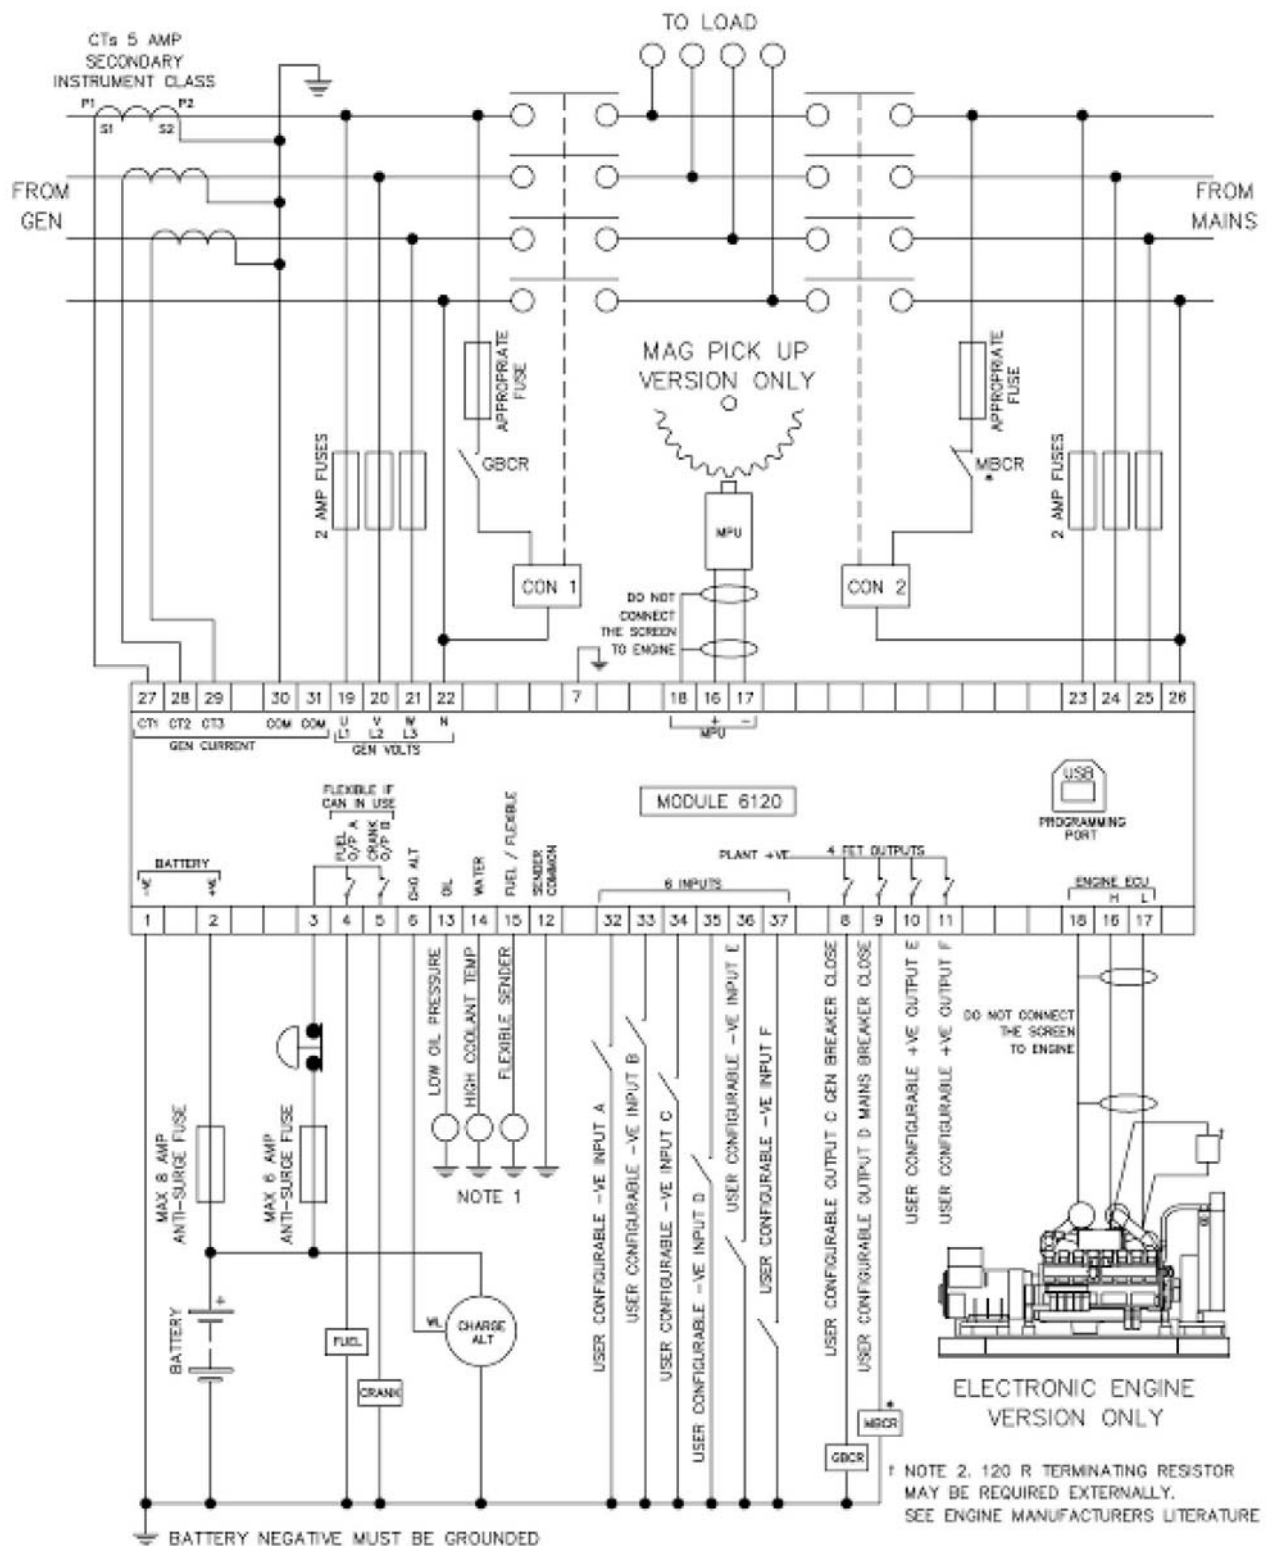 CTs 5 AMP
SECONDARY
INSTRUMENT CLASS
TO LOAD
P1
P2
S1
S2
FROM
GEN
FROM
MAINS
MAG PICK UP
VERSION ONLY
APPROPRIATE
FUSE
APPROPRIATE
FUSE
2 AMP FUSES
GBCR
MBCR
*
2 AMP FUSES
MPU
CON 1
CON 2
DO NOT
CONNECT
THE SCREEN
TO ENGINE
27 28 29 30 31 19 20 21 22 7 18 16 17 23 24 25 26
CT1 CT2 CT3 COM COM U V W N + -
L1 L2 L3
GEN CURRENT
GEN VOLTS
MPU
FLEXIBLE IF
CAN IN USE
MODULE 6120
USB
PROGRAMMING
PORT
BATTERY
-VE
+VE
FUEL
O/P A
CRANK
O/P B
CHG ALT
OIL
WATER
FUEL / FLEXIBLE
SENDER
COMMON
6 INPUTS
PLANT +VE
4 FET OUTPUTS
ENGINE ECU
H L
1 2 3 4 5 6 13 14 15 12 32 33 34 35 36 37 8 9 10 11 18 16 17
LOW OIL PRESSURE
HIGH COOLANT TEMP
FLEXIBLE SENDER
NOTE 1
MAX 8 AMP
ANTI-SURGE FUSE
MAX 6 AMP
ANTI-SURGE FUSE
USER CONFIGURABLE -VE INPUT A
USER CONFIGURABLE -VE INPUT B
USER CONFIGURABLE -VE INPUT C
USER CONFIGURABLE -VE INPUT D
USER CONFIGURABLE -VE INPUT E
USER CONFIGURABLE -VE INPUT F
USER CONFIGURABLE OUTPUT C GEN BREAKER CLOSE
USER CONFIGURABLE OUTPUT D MAINS BREAKER CLOSE
USER CONFIGURABLE +VE OUTPUT E
USER CONFIGURABLE +VE OUTPUT F
DO NOT CONNECT
THE SCREEN
TO ENGINE
†
BATTERY
+
FUEL
CRANK
WL
CHARGE
ALT
*
MBCR
GBCR
ELECTRONIC ENGINE
VERSION ONLY
† NOTE 2. 120 R TERMINATING RESISTOR
MAY BE REQUIRED EXTERNALLY.
SEE ENGINE MANUFACTURERS LITERATURE
BATTERY NEGATIVE MUST BE GROUNDED